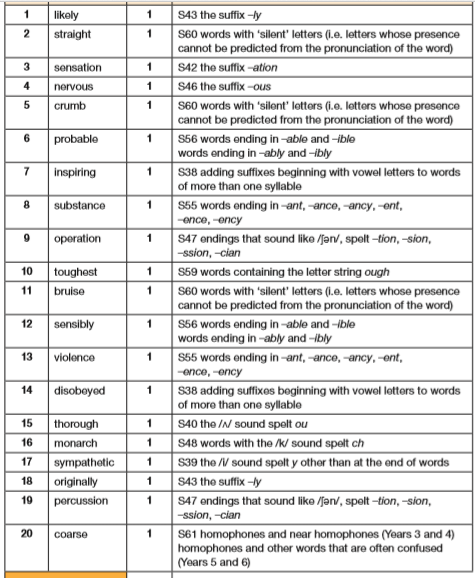 1 likely 1 S43 the suffix –ly
2 straight 1 S60 words with ‘silent’ letters (i.e. letters whose presence
cannot be predicted from the pronunciation of the word)
3 sensation 1 S42 the suffix –ation
4 nervous 1 S46 the suffix –ous
5 crumb 1 S60 words with ‘silent’ letters (i.e. letters whose presence
cannot be predicted from the pronunciation of the word)
6 probable 1 S56 words ending in –able and –ible
words ending in –ably and –ibly
7 inspiring 1 S38 adding suffixes beginning with vowel letters to words
of more than one syllable
8 substance 1 S55 words ending in –ant, –ance, –ancy, –ent,
–ence, –ency
9 operation 1 S47 endings that sound like /ʃən/, spelt –tion, –sion,
–ssion, –cian
10 toughest 1 S59 words containing the letter string ough
11 bruise 1 S60 words with ‘silent’ letters (i.e. letters whose presence
cannot be predicted from the pronunciation of the word)
12 sensibly 1 S56 words ending in –able and –ible
words ending in –ably and –ibly
13 violence 1 S55 words ending in –ant, –ance, –ancy, –ent,
–ence, –ency
14 disobeyed 1 S38 adding suffixes beginning with vowel letters to words
of more than one syllable
15 thorough 1 S40 the /ʌ/ sound spelt ou
16 monarch 1 S48 words with the /k/ sound spelt ch
17 sympathetic 1 S39 the /i/ sound spelt y other than at the end of words
18 originally 1 S43 the suffix –ly
19 percussion 1 S47 endings that sound like /ʃən/, spelt –tion, –sion,
–ssion, –cian
20 coarse 1 S61 homophones and near homophones (Years 3 and 4)
homophones and other words that are often confused
(Years 5 and 6)